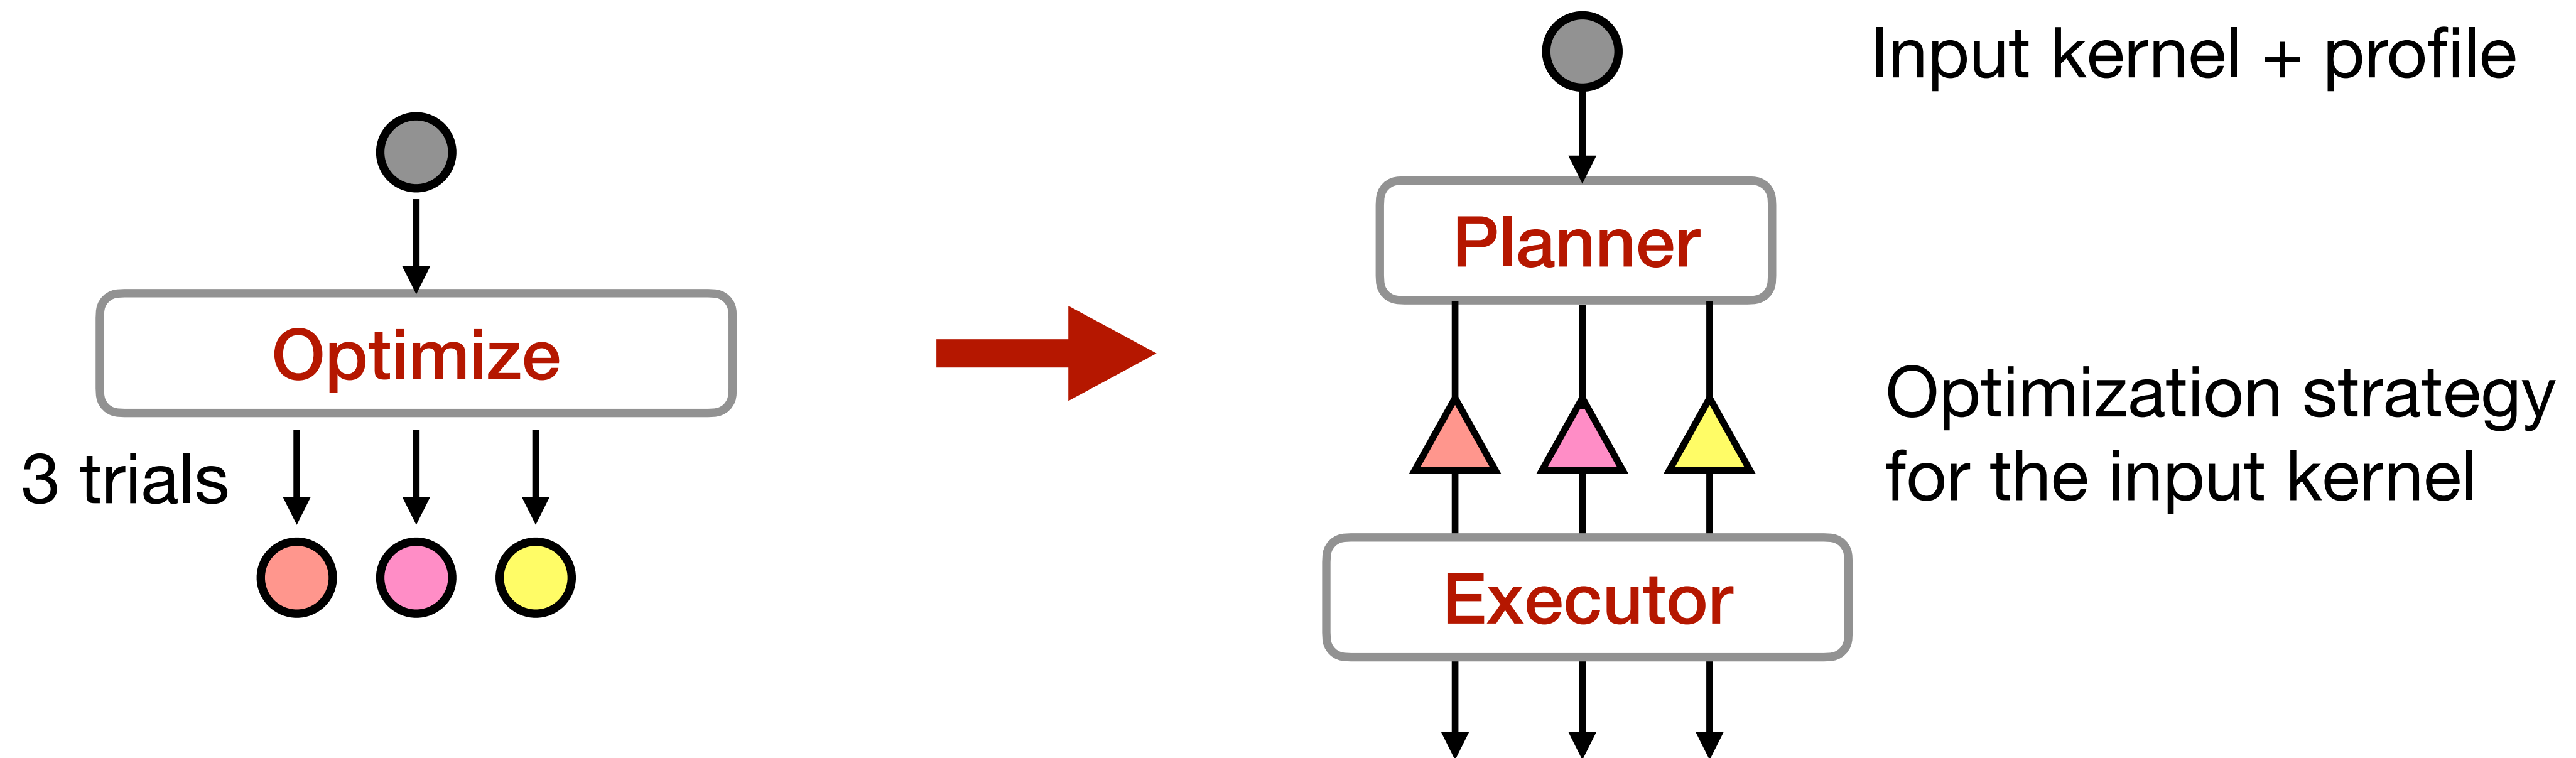 Input kernel + profile
Planner
Optimize
Optimization strategy
for the input kernel
3 trials
Executor